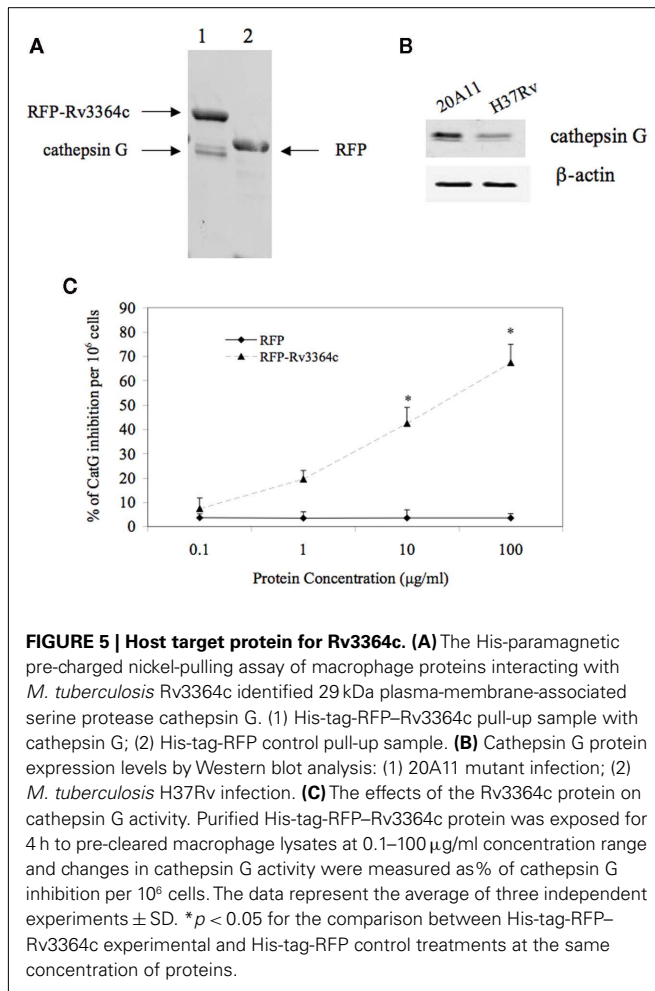 A
1 2
RFP-Rv3364c
cathepsin G
RFP
B
20A11 H37Rv
cathepsin G
β-actin
C
90
80
70
60
50
40
30
20
10
0
% of CatG inhibition per 10⁶ cells
RFP
RFP-Rv3364c
*
*
0.1 1 10 100
Protein Concentration (μg/ml)
FIGURE 5 | Host target protein for Rv3364c. (A) The His-paramagnetic
pre-charged nickel-pulling assay of macrophage proteins interacting with
M. tuberculosis Rv3364c identified 29 kDa plasma-membrane-associated
serine protease cathepsin G. (1) His-tag-RFP–Rv3364c pull-up sample with
cathepsin G; (2) His-tag-RFP control pull-up sample. (B) Cathepsin G protein
expression levels by Western blot analysis: (1) 20A11 mutant infection; (2)
M. tuberculosis H37Rv infection. (C) The effects of the Rv3364c protein on
cathepsin G activity. Purified His-tag-RFP–Rv3364c protein was exposed for
4 h to pre-cleared macrophage lysates at 0.1–100 μg/ml concentration range
and changes in cathepsin G activity were measured as% of cathepsin G
inhibition per 10⁶ cells. The data represent the average of three independent
experiments ± SD. *p < 0.05 for the comparison between His-tag-RFP–
Rv3364c experimental and His-tag-RFP control treatments at the same
concentration of proteins.